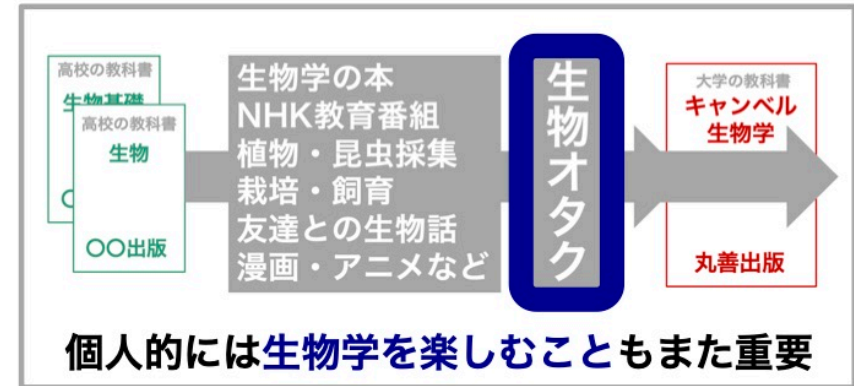 高校の教科書
生物基礎
高校の教科書
生物
〇〇出版
生物学の本
NHK教育番組
植物・昆虫採集
栽培・飼育
友達との生物話
漫画・アニメなど
生物オタク
大学の教科書
キャンベル
生物学
丸善出版
個人的には生物学を楽しむこともまた重要